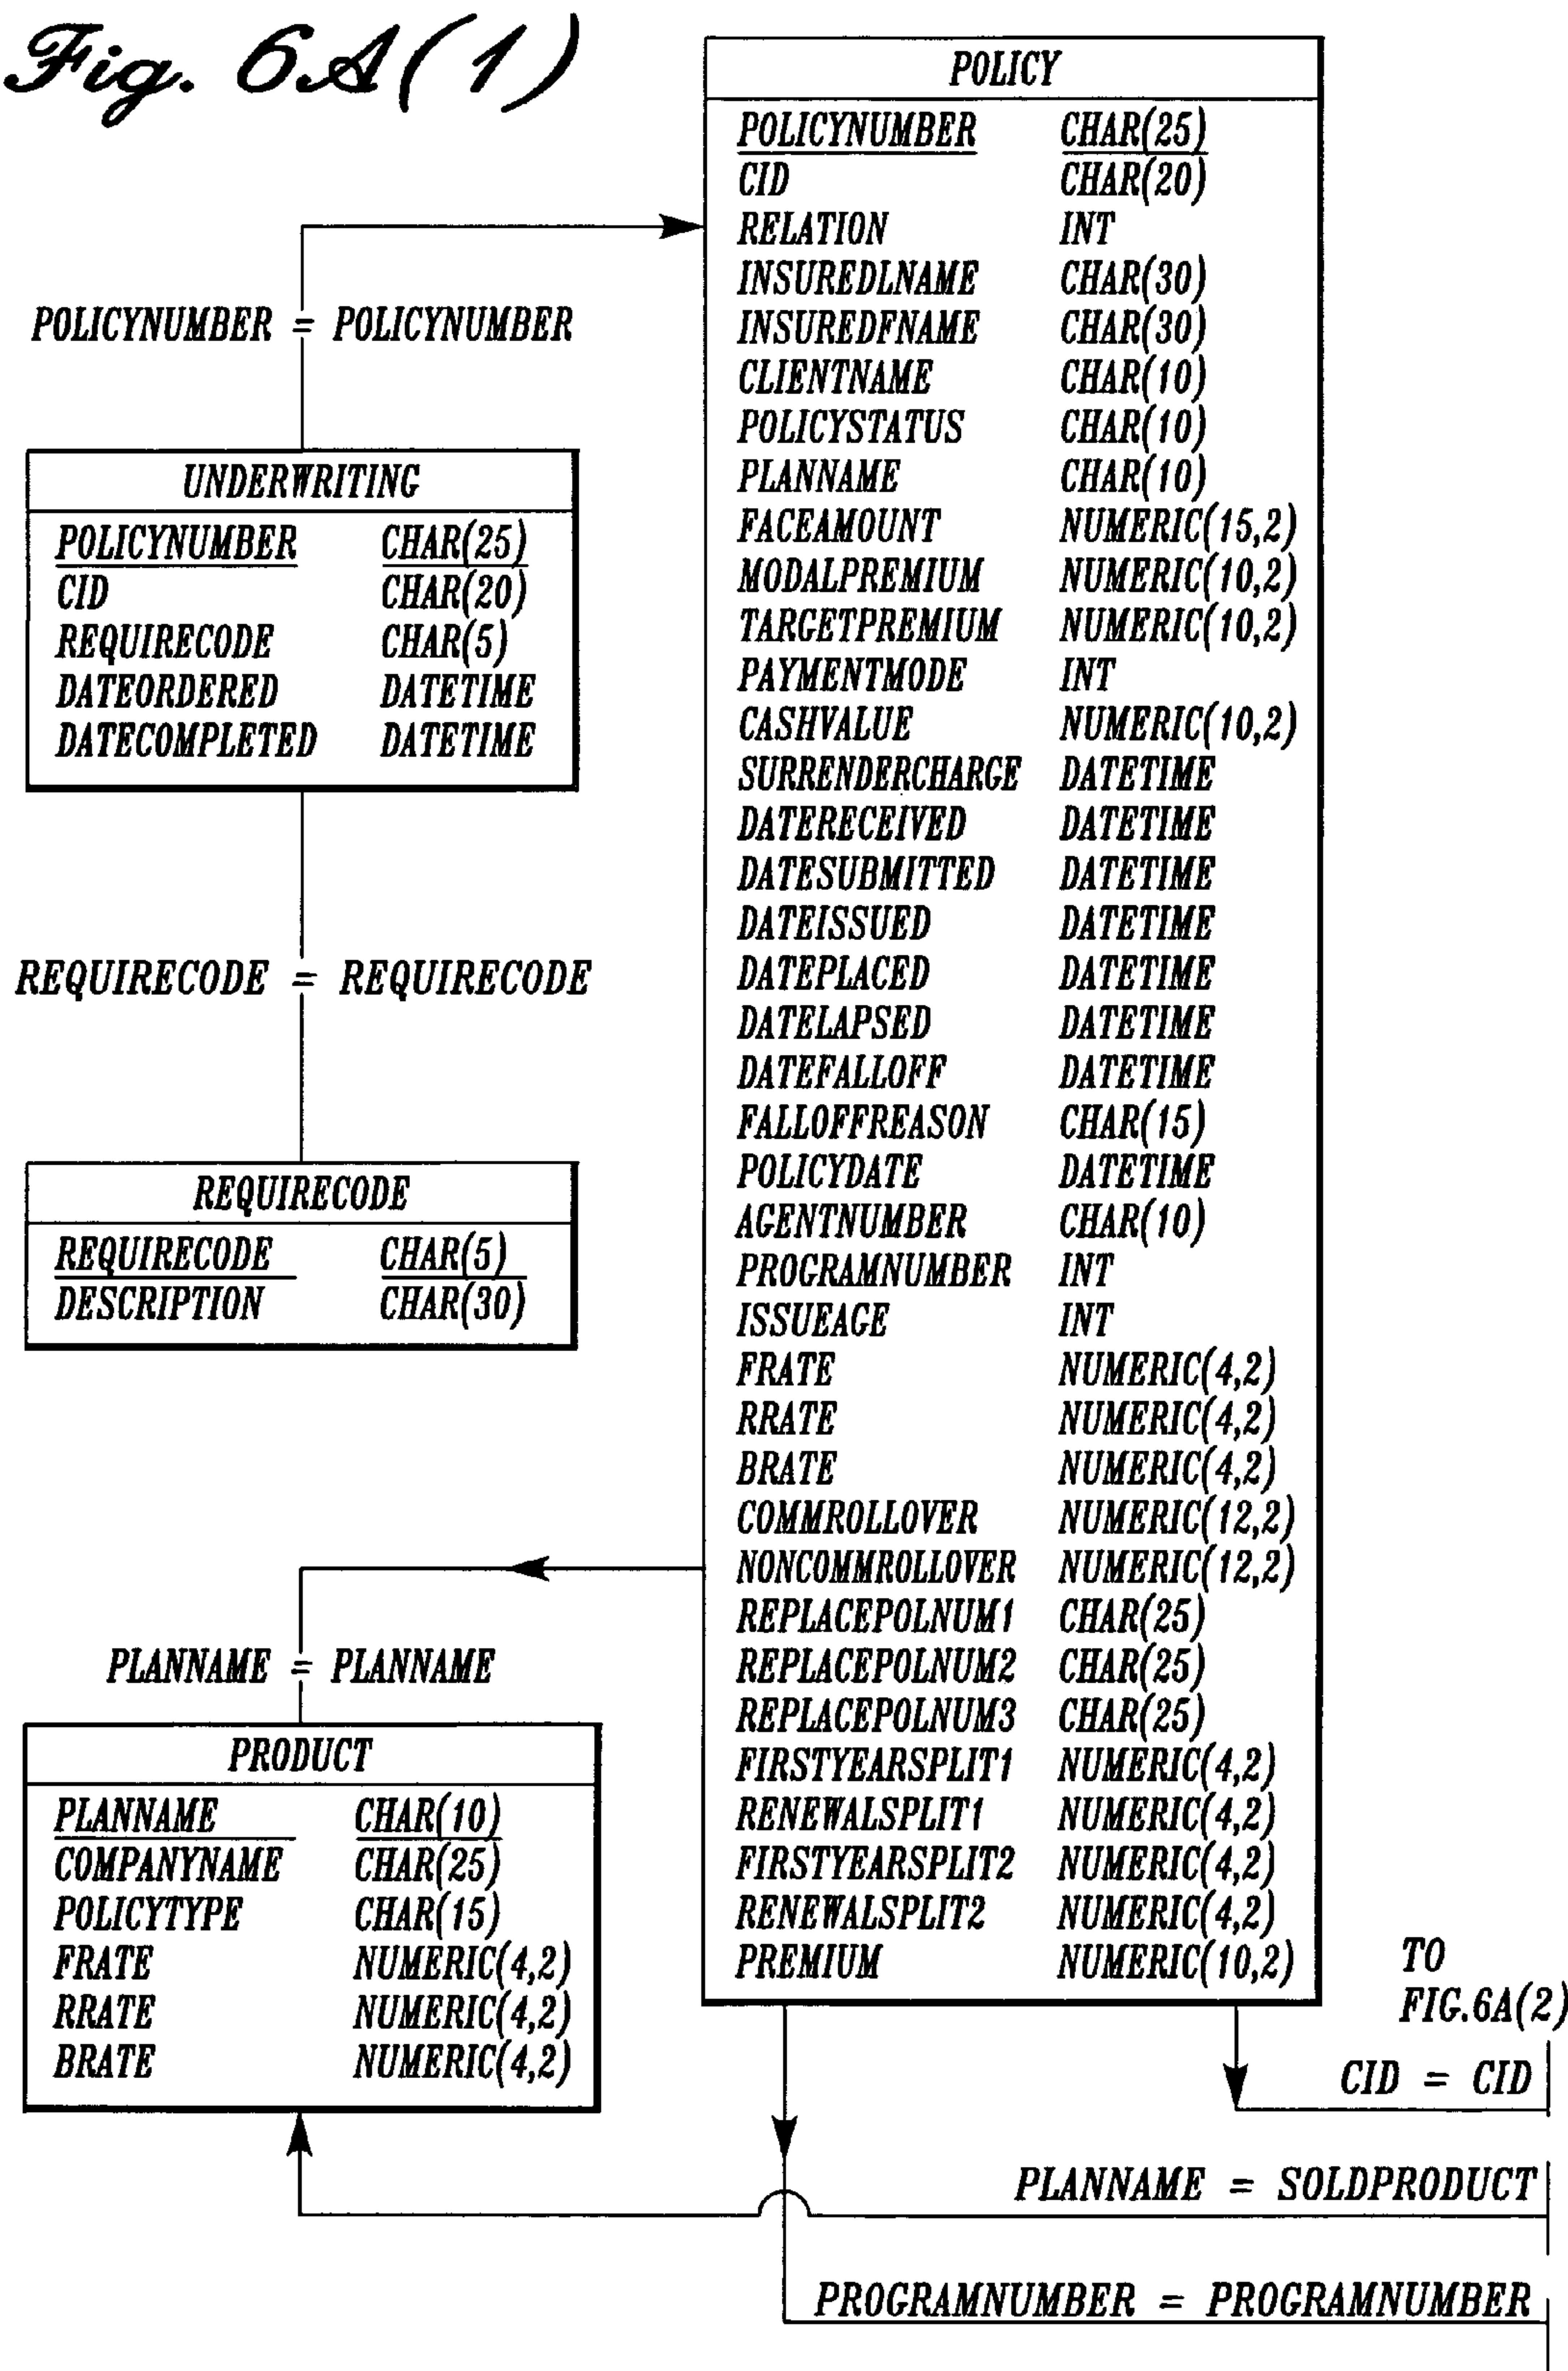 Fig. 6A(1)
POLICY
POLICYNUMBER CHAR(25)
CID CHAR(20)
RELATION INT
INSUREDLNAME CHAR(30)
INSUREDFNAME CHAR(30)
CLIENTNAME CHAR(10)
POLICYSTATUS CHAR(10)
PLANNAME CHAR(10)
FACEAMOUNT NUMERIC(15,2)
MODALPREMIUM NUMERIC(10,2)
TARGETPREMIUM NUMERIC(10,2)
PAYMENTMODE INT
CASHVALUE NUMERIC(10,2)
SURRENDERCHARGE DATETIME
DATERECEIVED DATETIME
DATESUBMITTED DATETIME
DATEISSUED DATETIME
DATEPLACED DATETIME
DATELAPSED DATETIME
DATEFALLOFF DATETIME
FALLOFFREASON CHAR(15)
POLICYDATE DATETIME
AGENTNUMBER CHAR(10)
PROGRAMNUMBER INT
ISSUEAGE INT
FRATE NUMERIC(4,2)
RRATE NUMERIC(4,2)
BRATE NUMERIC(4,2)
COMMROLLOVER NUMERIC(12,2)
NONCOMMROLLOVER NUMERIC(12,2)
REPLACEPOLNUM1 CHAR(25)
REPLACEPOLNUM2 CHAR(25)
REPLACEPOLNUM3 CHAR(25)
FIRSTYEARSPLIT1 NUMERIC(4,2)
RENEWALSPLIT1 NUMERIC(4,2)
FIRSTYEARSPLIT2 NUMERIC(4,2)
RENEWALSPLIT2 NUMERIC(4,2)
PREMIUM NUMERIC(10,2)
POLICYNUMBER = POLICYNUMBER
UNDERWRITING
POLICYNUMBER CHAR(25)
CID CHAR(20)
REQUIRECODE CHAR(5)
DATEORDERED DATETIME
DATECOMPLETED DATETIME
REQUIRECODE = REQUIRECODE
REQUIRECODE
REQUIRECODE CHAR(5)
DESCRIPTION CHAR(30)
PLANNAME = PLANNAME
PRODUCT
PLANNAME CHAR(10)
COMPANYNAME CHAR(25)
POLICYTYPE CHAR(15)
FRATE NUMERIC(4,2)
RRATE NUMERIC(4,2)
BRATE NUMERIC(4,2)
TO
FIG.6A(2)
CID = CID
PLANNAME = SOLDPRODUCT
PROGRAMNUMBER = PROGRAMNUMBER